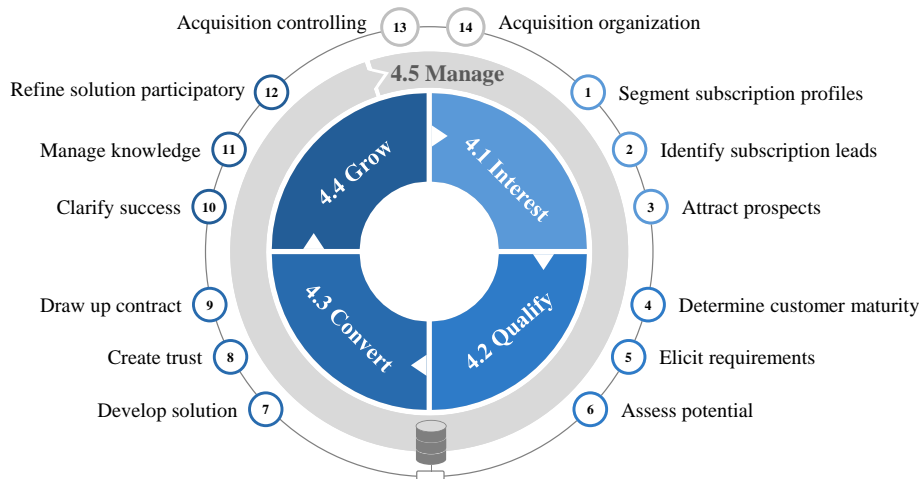 Acquisition controlling 13 14 Acquisition organization
4.5 Manage
Refine solution participatory 12 1 Segment subscription profiles
Manage knowledge 11 2 Identify subscription leads
Clarify success 10 3 Attract prospects
4.4 Grow 4.1 Interest
4.3 Convert 4.2 Qualify
Draw up contract 9 4 Determine customer maturity
Create trust 8 5 Elicit requirements
Develop solution 7 6 Assess potential